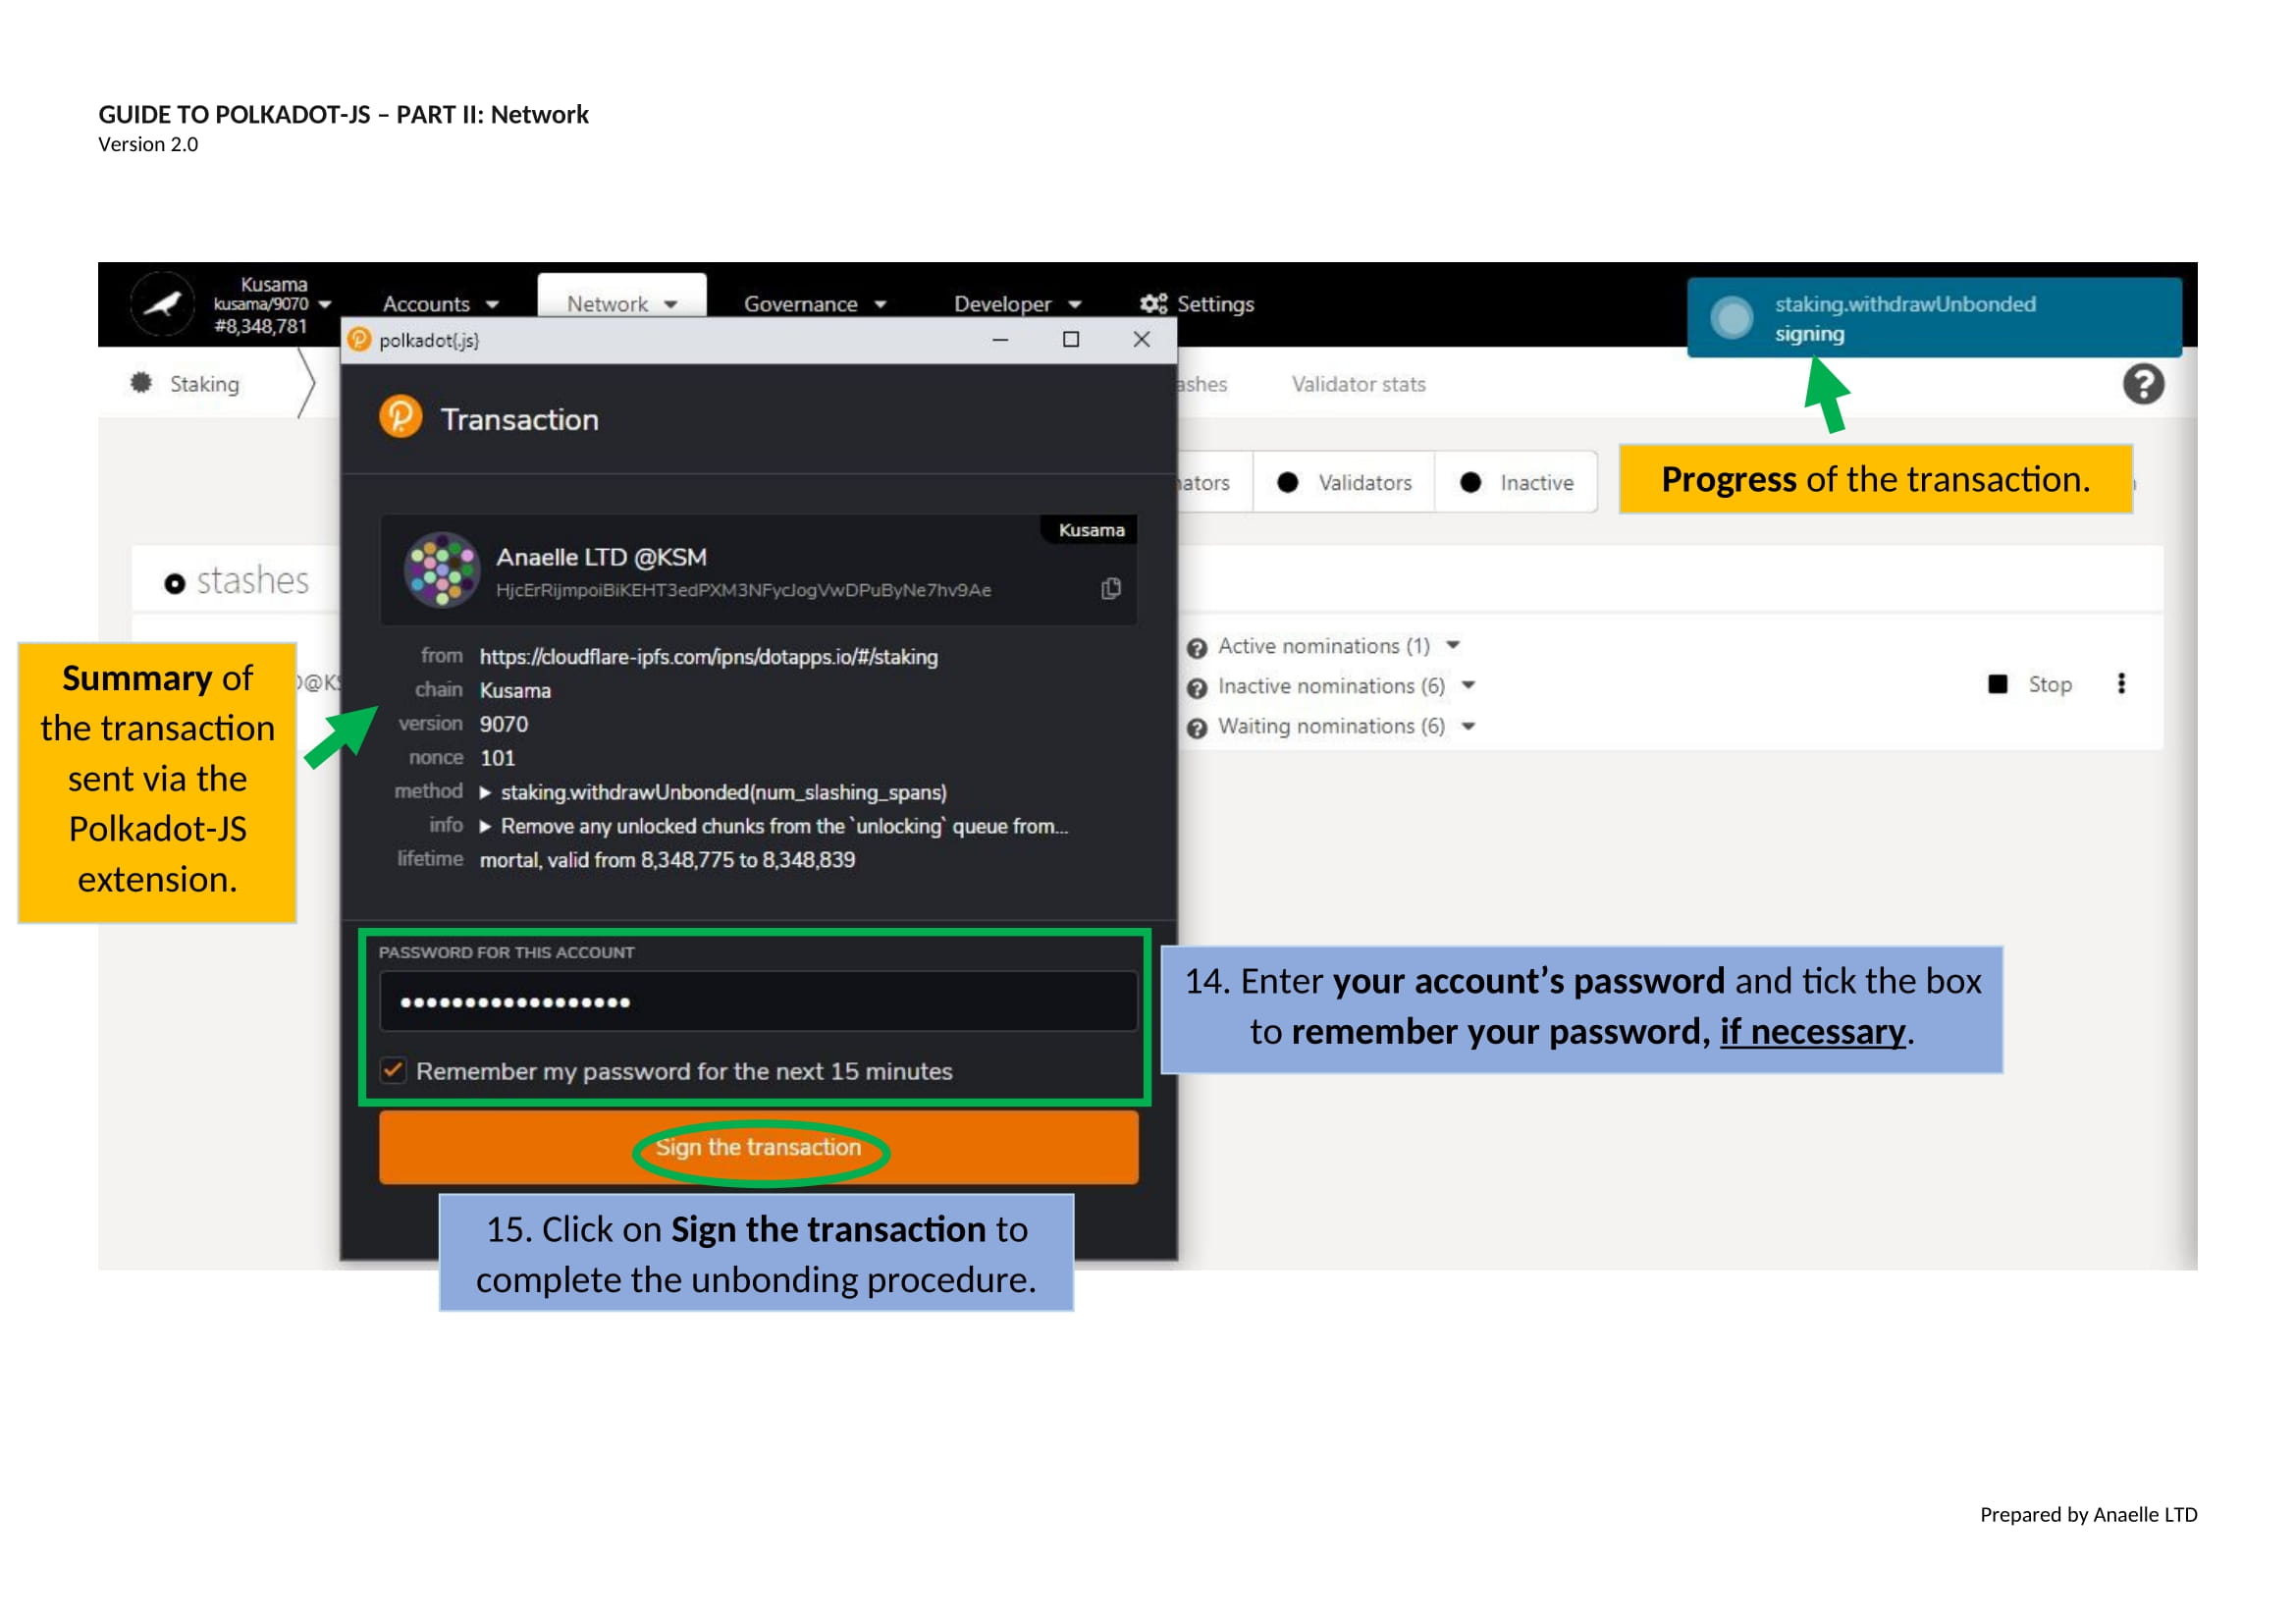 GUIDE TO POLKADOT-JS – PART II: Network
Version 2.0
Kusama
kusama/9070
#8,348,781
Accounts
Network
Governance
Developer
Settings
staking.withdrawUnbonded
signing
polkadot{.js}
Staking
ashes
Validator stats
Transaction
Progress of the transaction.
ators
Validators
Inactive
Kusama
Anaelle LTD @KSM
HjcErRijmpoiBiKEHT3edPXM3NFycJogVwDPuByNe7hv9Ae
stashes
Summary of
the transaction
sent via the
Polkadot-JS
extension.
from https://cloudflare-ipfs.com/ipns/dotapps.io/#/staking
chain Kusama
version 9070
nonce 101
method staking.withdrawUnbonded(num_slashing_spans)
info Remove any unlocked chunks from the `unlocking` queue from...
lifetime mortal, valid from 8,348,775 to 8,348,839
Active nominations (1)
Inactive nominations (6)
Waiting nominations (6)
Stop
PASSWORD FOR THIS ACCOUNT
Remember my password for the next 15 minutes
14. Enter your account’s password and tick the box
to remember your password, if necessary.
Sign the transaction
15. Click on Sign the transaction to
complete the unbonding procedure.
Prepared by Anaelle LTD